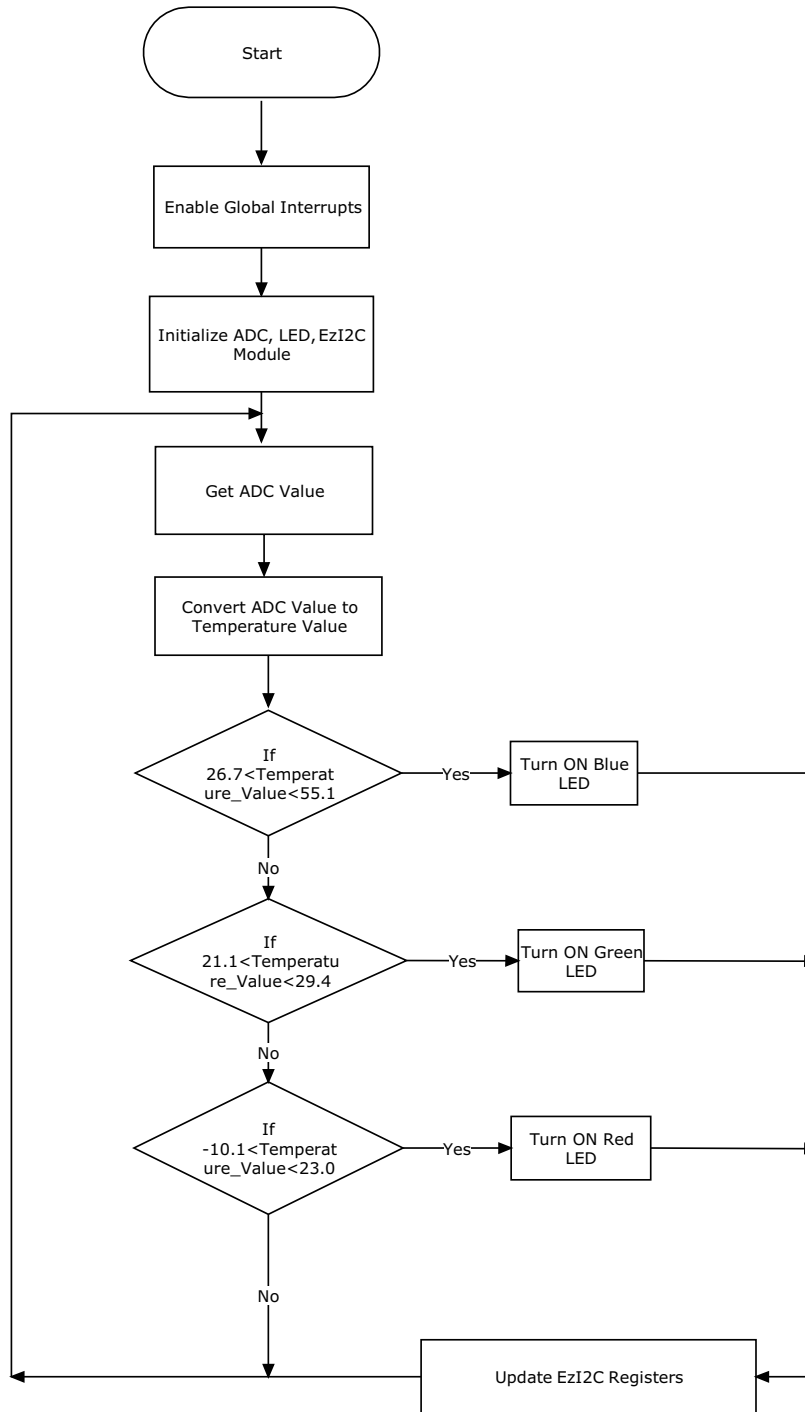 Start
Enable Global Interrupts
Initialize ADC, LED, EzI2C
Module
Get ADC Value
Convert ADC Value to
Temperature Value
If
26.7<Temperat
ure_Value<55.1
Yes
Turn ON Blue
LED
No
If
21.1<Temperatu
re_Value<29.4
Yes
Turn ON Green
LED
No
If
-10.1<Temperat
ure_Value<23.0
Yes
Turn ON Red
LED
No
Update EzI2C Registers